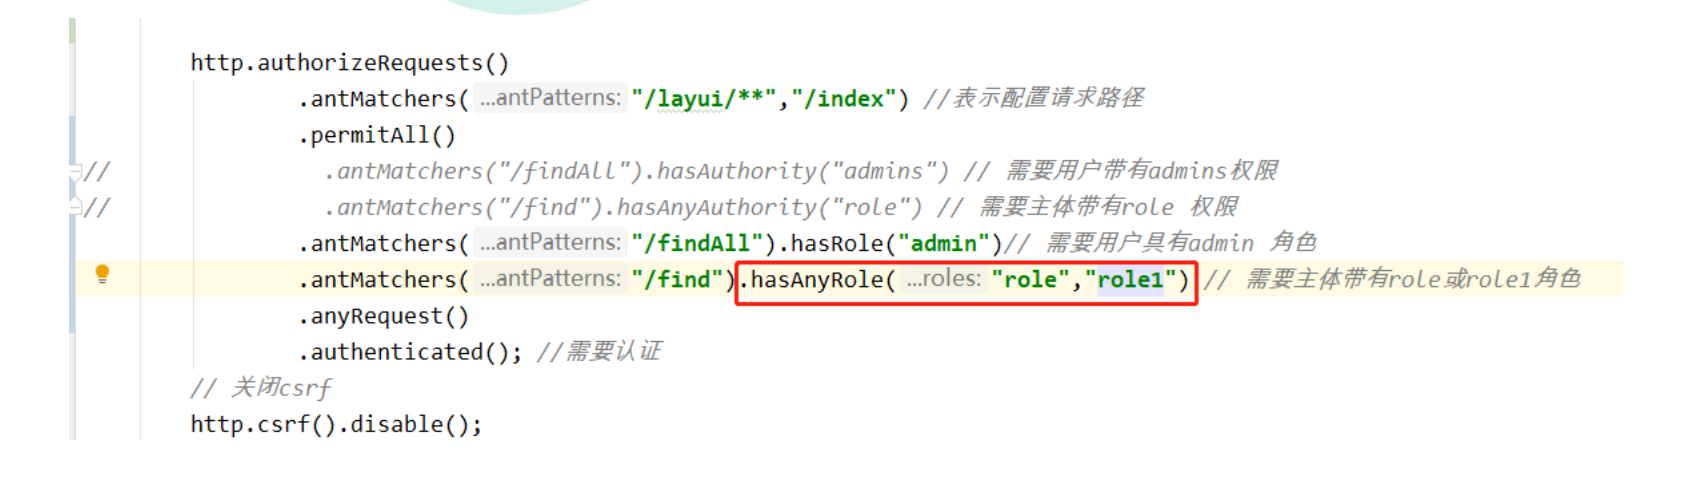 http.authorizeRequests()
.antMatchers( ...antPatterns: "/layui/**","/index") //表示配置请求路径
.permitAll()
// .antMatchers("/findAll").hasAuthority("admins") // 需要用户带有admins权限
// .antMatchers("/find").hasAnyAuthority("role") // 需要主体带有role 权限
.antMatchers( ...antPatterns: "/findAll").hasRole("admin")// 需要用户具有admin 角色
.antMatchers( ...antPatterns: "/find").hasAnyRole( ...roles: "role","role1") // 需要主体带有role或role1角色
.anyRequest()
.authenticated(); //需要认证
// 关闭csrf
http.csrf().disable();